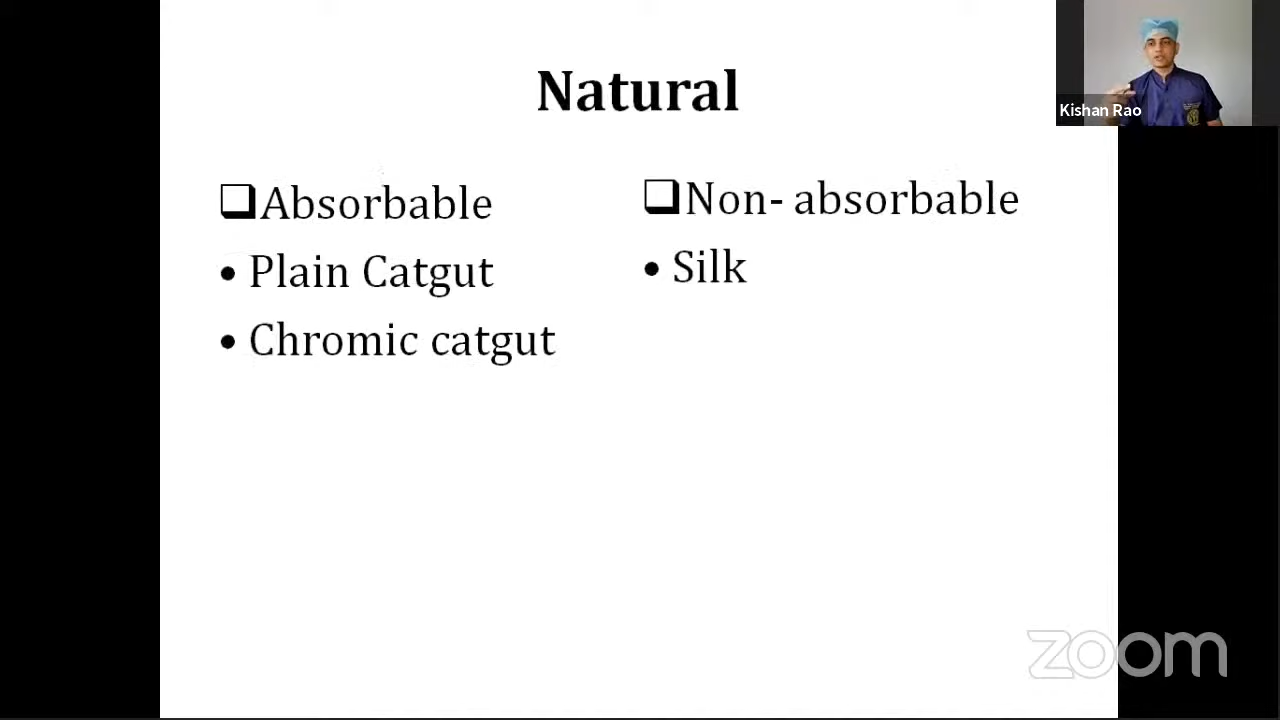 Natural
Kishan Rao
❑Absorbable
• Plain Catgut
• Chromic catgut
❑Non- absorbable
• Silk
zoom